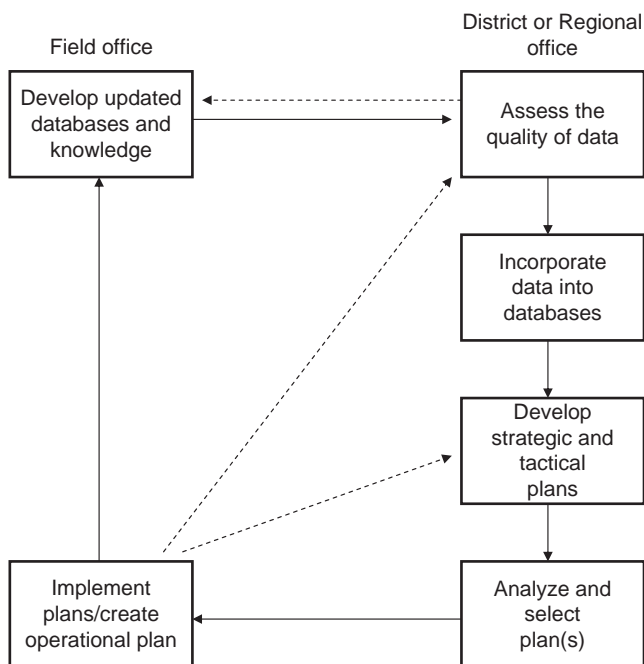 Field office
District or Regional
office
Develop updated
databases and
knowledge
Assess the
quality of data
Incorporate
data into
databases
Develop
strategic and
tactical
plans
Implement
plans/create
operational plan
Analyze and
select
plan(s)